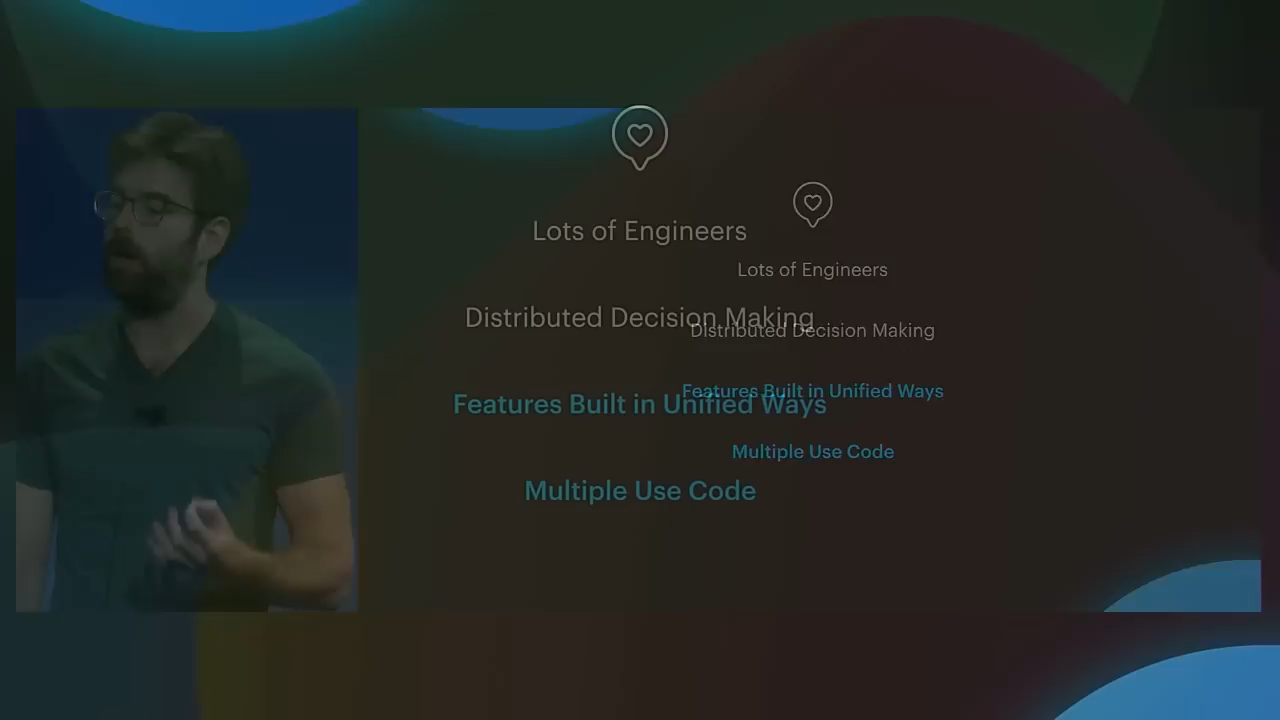 Lots of Engineers
Distributed Decision Making
Features Built in Unified Ways
Multiple Use Code
Lots of Engineers
Distributed Decision Making
Features Built in Unified Ways
Multiple Use Code